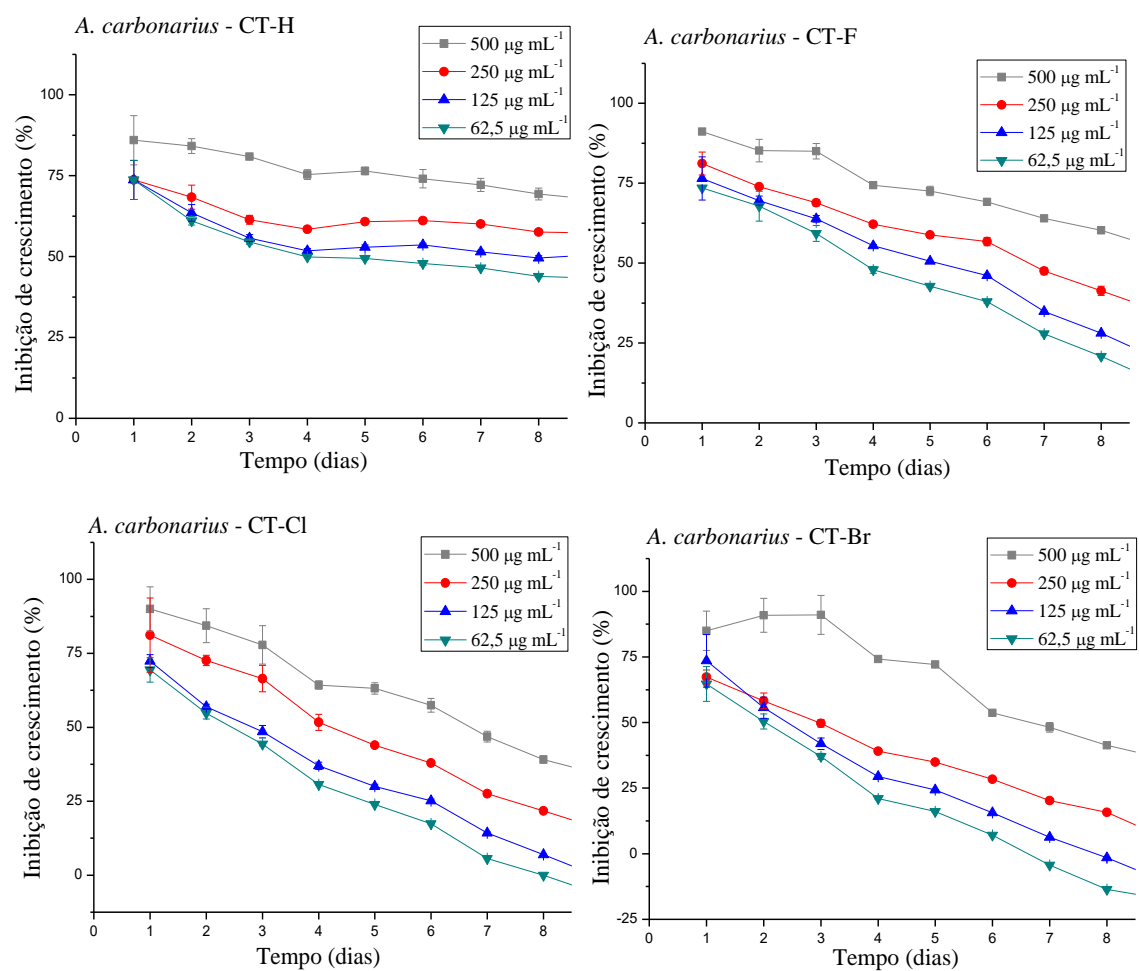 A. carbonarius - CT-H
500 µg mL⁻¹
250 µg mL⁻¹
125 µg mL⁻¹
62,5 µg mL⁻¹
Inibição de crescimento (%)
100
75
50
25
0
0 1 2 3 4 5 6 7 8
Tempo (dias)
A. carbonarius - CT-F
500 µg mL⁻¹
250 µg mL⁻¹
125 µg mL⁻¹
62,5 µg mL⁻¹
Inibição de crescimento (%)
100
75
50
25
0
0 1 2 3 4 5 6 7 8
Tempo (dias)
A. carbonarius - CT-Cl
500 µg mL⁻¹
250 µg mL⁻¹
125 µg mL⁻¹
62,5 µg mL⁻¹
Inibição de crescimento (%)
100
75
50
25
0
0 1 2 3 4 5 6 7 8
Tempo (dias)
A. carbonarius - CT-Br
500 µg mL⁻¹
250 µg mL⁻¹
125 µg mL⁻¹
62,5 µg mL⁻¹
Inibição de crescimento (%)
100
75
50
25
0
-25
0 1 2 3 4 5 6 7 8
Tempo (dias)